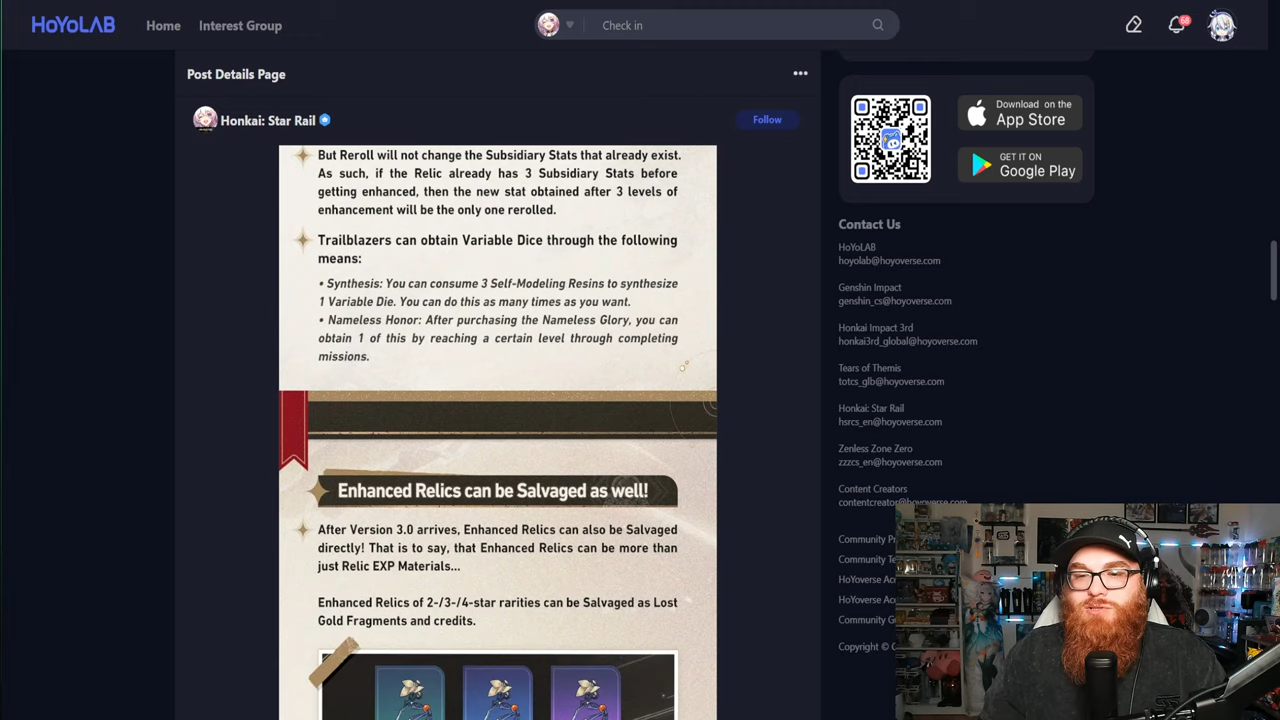 HoYoLAB
Home
Interest Group
Check in
68
Post Details Page
Honkai: Star Rail
Follow
But Reroll will not change the Subsidiary Stats that already exist.
As such, if the Relic already has 3 Subsidiary Stats before
getting enhanced, then the new stat obtained after 3 levels of
enhancement will be the only one rerolled.
Trailblazers can obtain Variable Dice through the following
means:
• Synthesis: You can consume 3 Self-Modeling Resins to synthesize
1 Variable Die. You can do this as many times as you want.
• Nameless Honor: After purchasing the Nameless Glory, you can
obtain 1 of this by reaching a certain level through completing
missions.
Enhanced Relics can be Salvaged as well!
After Version 3.0 arrives, Enhanced Relics can also be Salvaged
directly! That is to say, that Enhanced Relics can be more than
just Relic EXP Materials...
Enhanced Relics of 2-/3-/4-star rarities can be Salvaged as Lost
Gold Fragments and credits.
Download on the
App Store
GET IT ON
Google Play
Contact Us
HoYoLAB
hoyolab@hoyoverse.com
Genshin Impact
genshin_cs@hoyoverse.com
Honkai Impact 3rd
honkai3rd_global@hoyoverse.com
Tears of Themis
totcs_glb@hoyoverse.com
Honkai: Star Rail
hsrcs_en@hoyoverse.com
Zenless Zone Zero
zzzcs_en@hoyoverse.com
Content Creators
contentcreator@hoyoverse.com
Community
Community
HoYoverse
HoYoverse
Community
Copyright ©